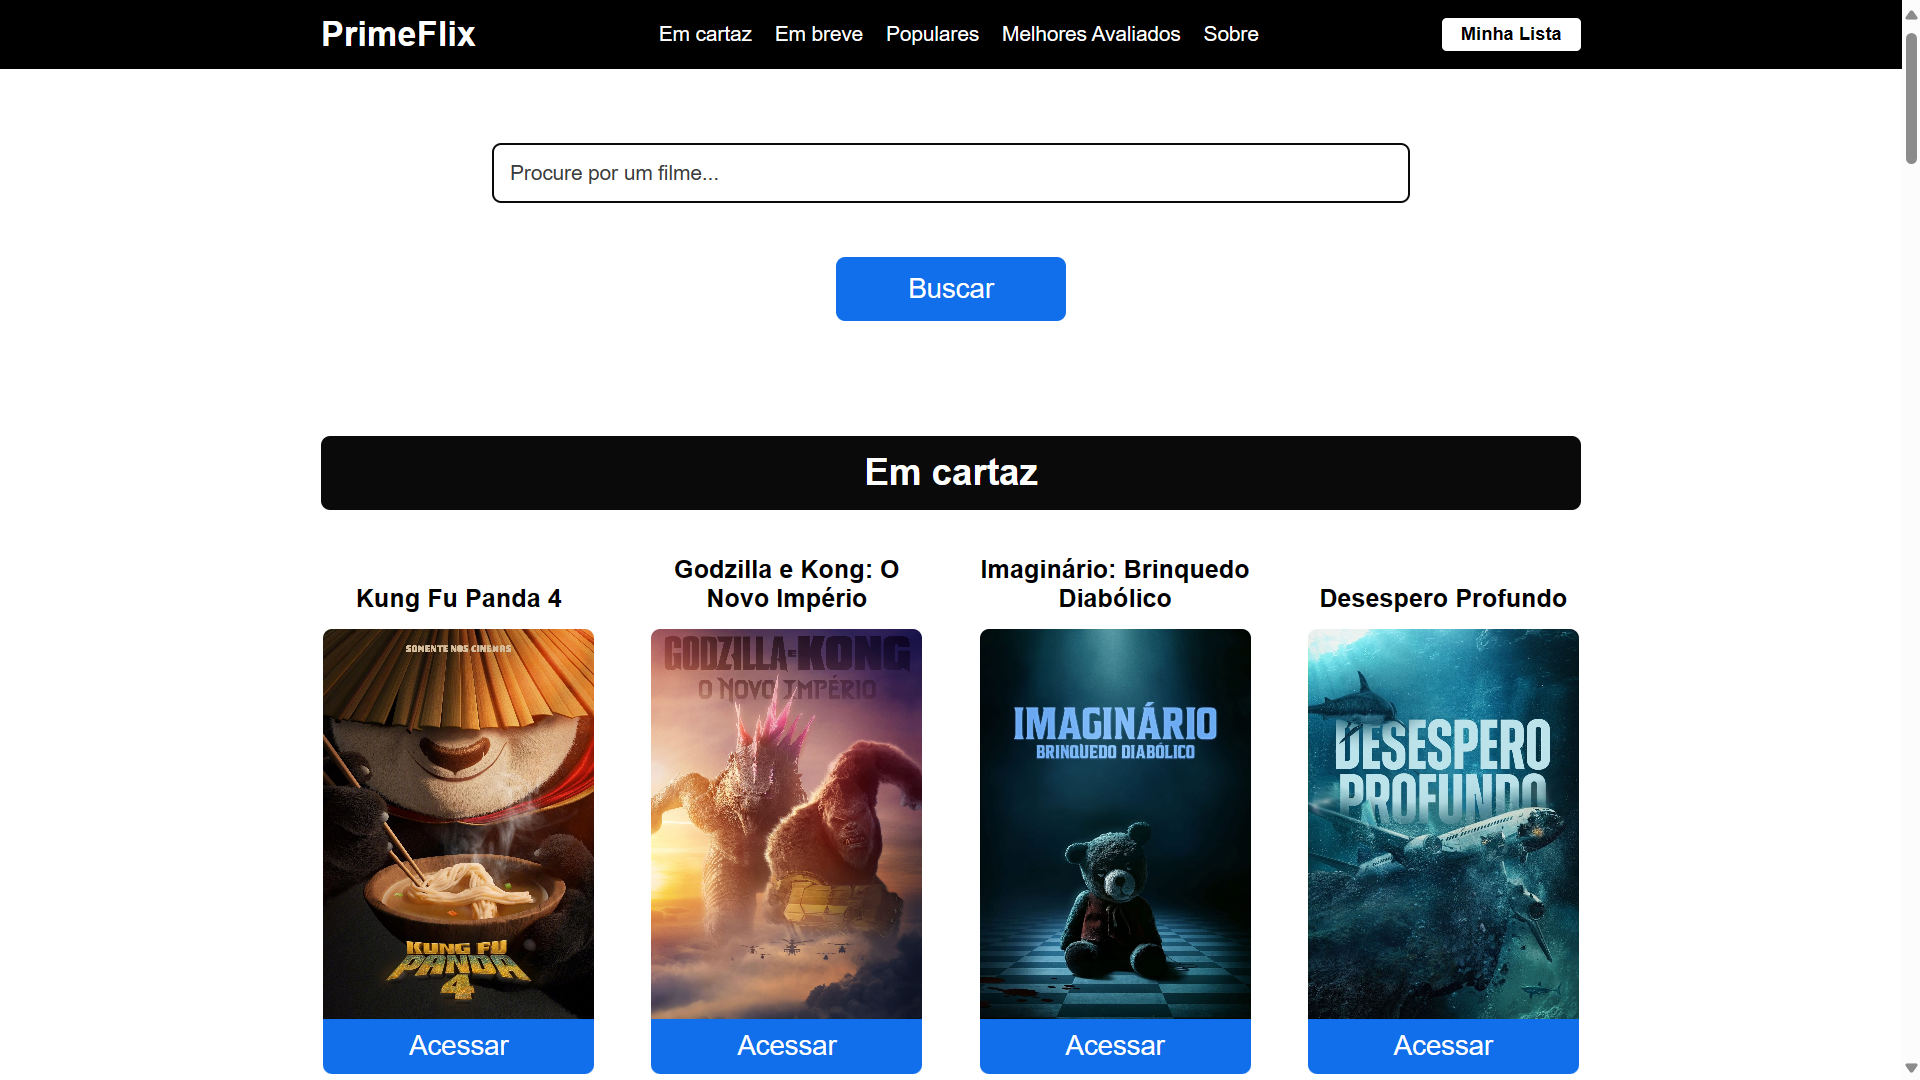 PrimeFlix
Em cartaz
Em breve
Populares
Melhores Avaliados
Sobre
Minha Lista
Procure por um filme...
Buscar
Em cartaz
Kung Fu Panda 4
SOMENTE NOS CINEMAS
KUNG FU
PANDA
4
Acessar
Godzilla e Kong: O
Novo Império
GODZILLA E KONG
O NOVO IMPÉRIO
Acessar
Imaginário: Brinquedo
Diabólico
IMAGINÁRIO
BRINQUEDO DIABÓLICO
Acessar
Desespero Profundo
DESESPERO
PROFUNDO
Acessar